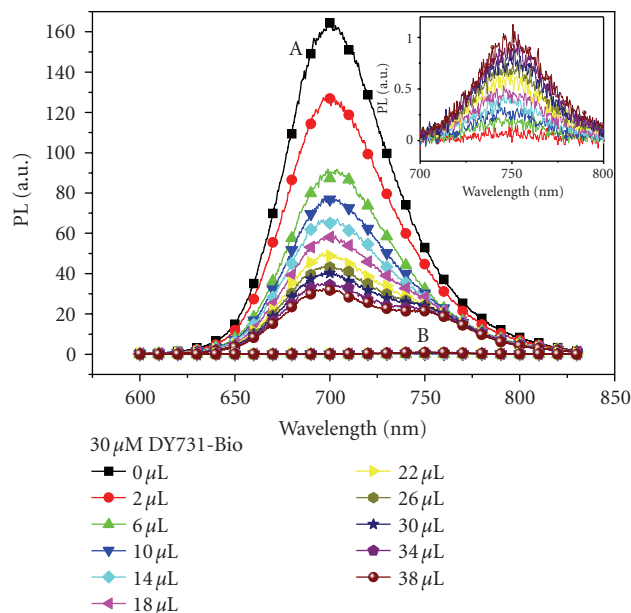 160
140
120
100
80
60
40
20
0
PL (a.u.)
A
B
1
0.5
0
PL (a.u.)
700 750 800
Wavelength (nm)
600 650 700 750 800 850
Wavelength (nm)
30 μM DY731-Bio
0 μL
2 μL
6 μL
10 μL
14 μL
18 μL
22 μL
26 μL
30 μL
34 μL
38 μL